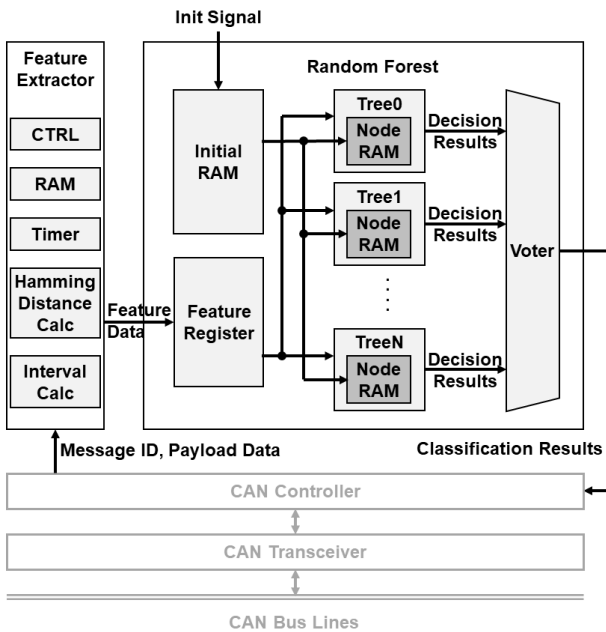 Init Signal
Feature
Extractor
CTRL
RAM
Timer
Hamming
Distance
Calc
Interval
Calc
Feature
Data
Random Forest
Initial
RAM
Feature
Register
Tree0
Node
RAM
Decision
Results
Tree1
Node
RAM
Decision
Results
TreeN
Node
RAM
Decision
Results
Voter
Message ID, Payload Data
Classification Results
CAN Controller
CAN Transceiver
CAN Bus Lines